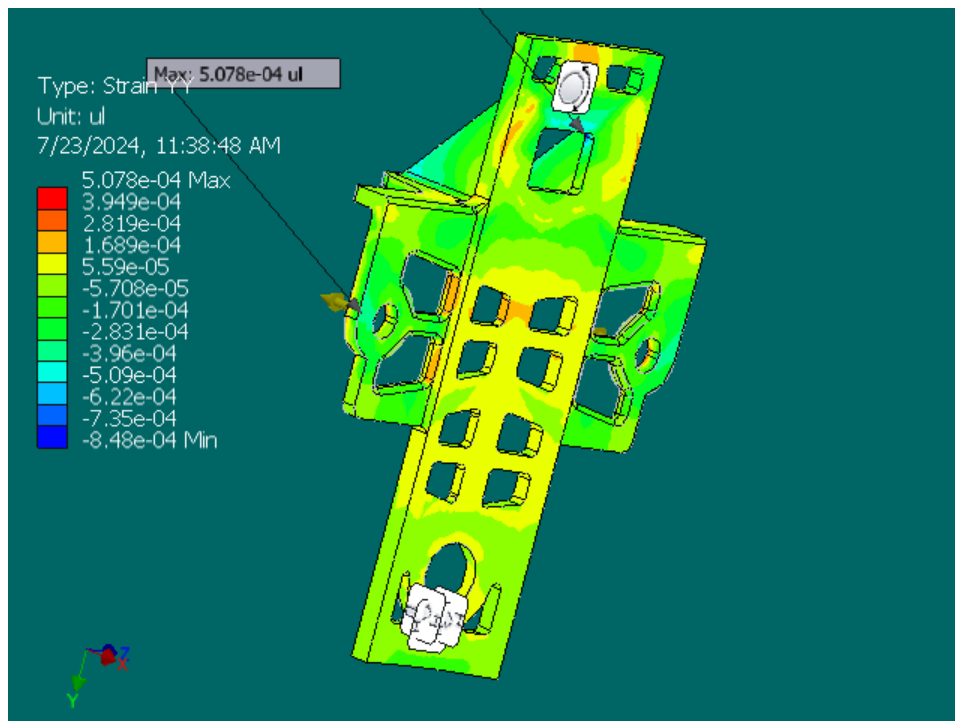 Max: 5.078e-04 ul
Type: Strain YY
Unit: ul
7/23/2024, 11:38:48 AM
5.078e-04 Max
3.949e-04
2.819e-04
1.689e-04
5.59e-05
-5.708e-05
-1.701e-04
-2.831e-04
-3.96e-04
-5.09e-04
-6.22e-04
-7.35e-04
-8.48e-04 Min
Z
X
Y